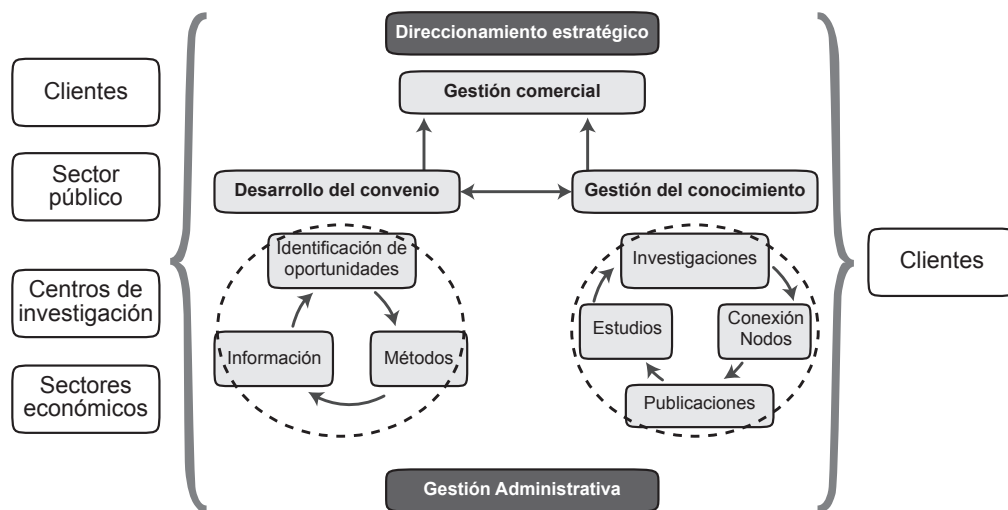 Direccionamiento estratégico
Gestión comercial
Clientes
Sector
público
Centros de
investigación
Sectores
económicos
Desarrollo del convenio
Gestión del conocimiento
Identificación de
oportunidades
Información
Métodos
Investigaciones
Estudios
Conexión
Nodos
Publicaciones
Clientes
Gestión Administrativa